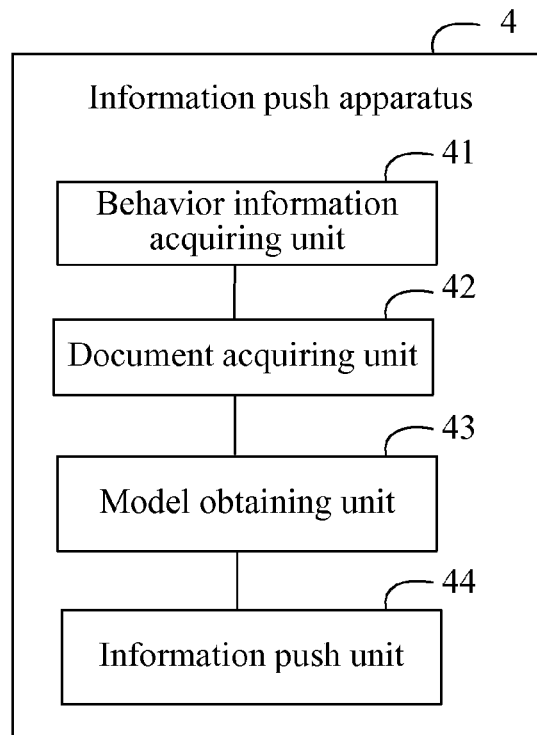 4
Information push apparatus
41
Behavior information
acquiring unit
42
Document acquiring unit
43
Model obtaining unit
44
Information push unit